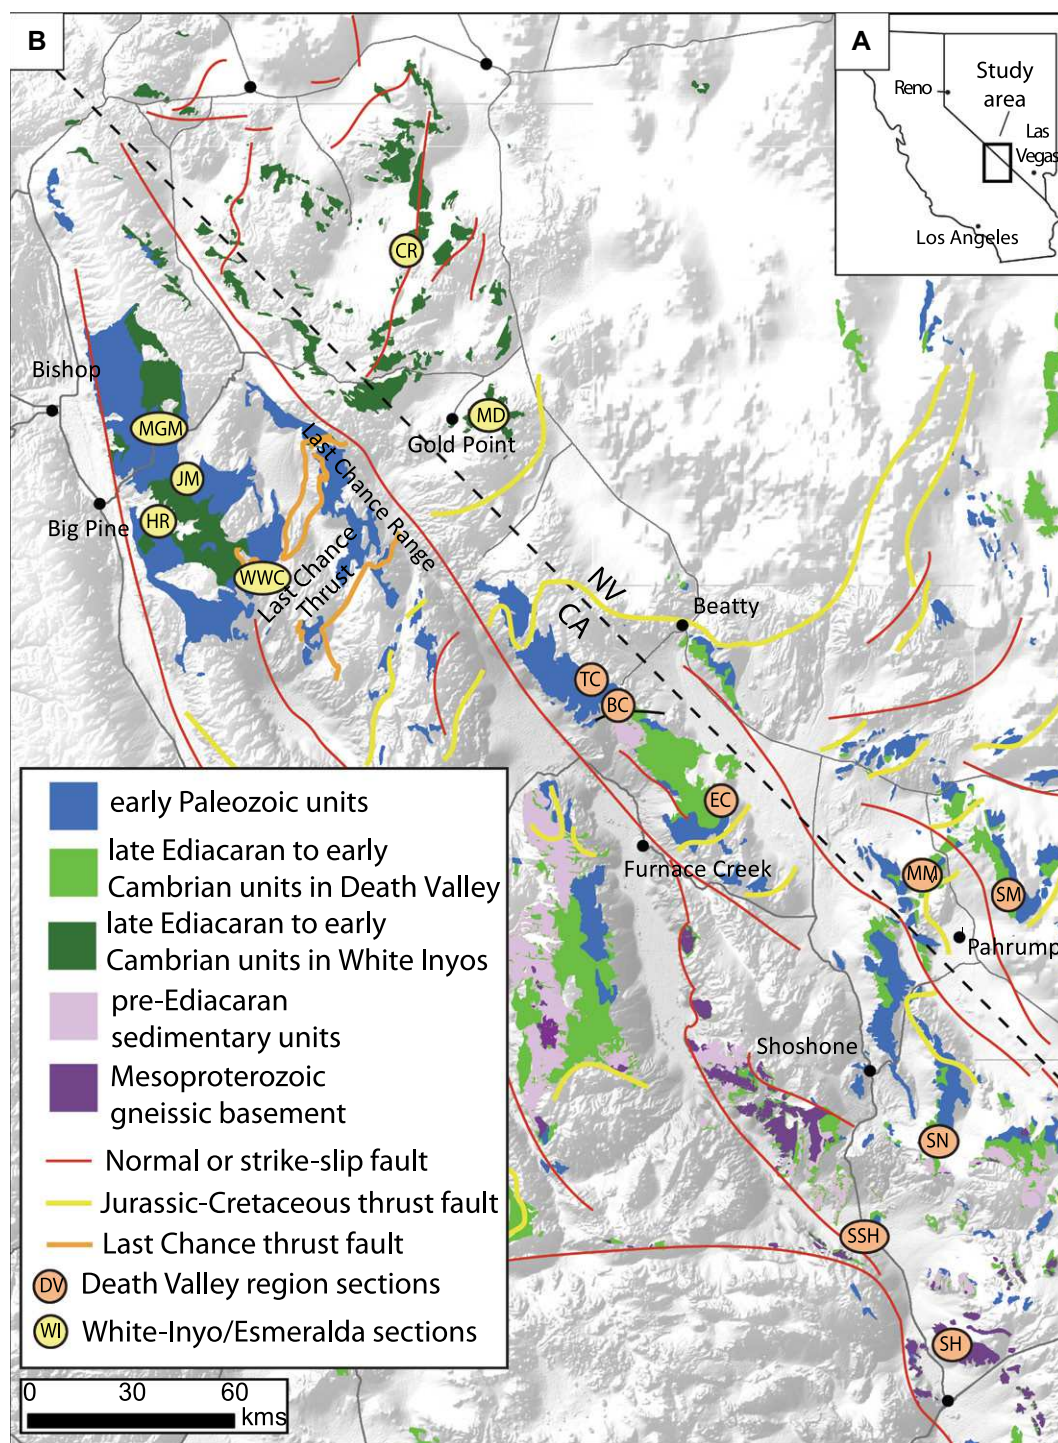 B
A
Reno
Study
area
Las
Vegas
Los Angeles
CR
Bishop
MGM
MD
Gold Point
Last Chance Range
JM
Big Pine
HR
WWC
Last Chance
Thrust
NV
CA
Beatty
TC
BC
EC
Furnace Creek
MM
SM
Pahrump
Shoshone
SN
SSH
SH
early Paleozoic units
late Ediacaran to early
Cambrian units in Death Valley
late Ediacaran to early
Cambrian units in White Inyos
pre-Ediacaran
sedimentary units
Mesoproterozoic
gneissic basement
Normal or strike-slip fault
Jurassic-Cretaceous thrust fault
Last Chance thrust fault
DV Death Valley region sections
WI White-Inyo/Esmeralda sections
0 30 60
kms